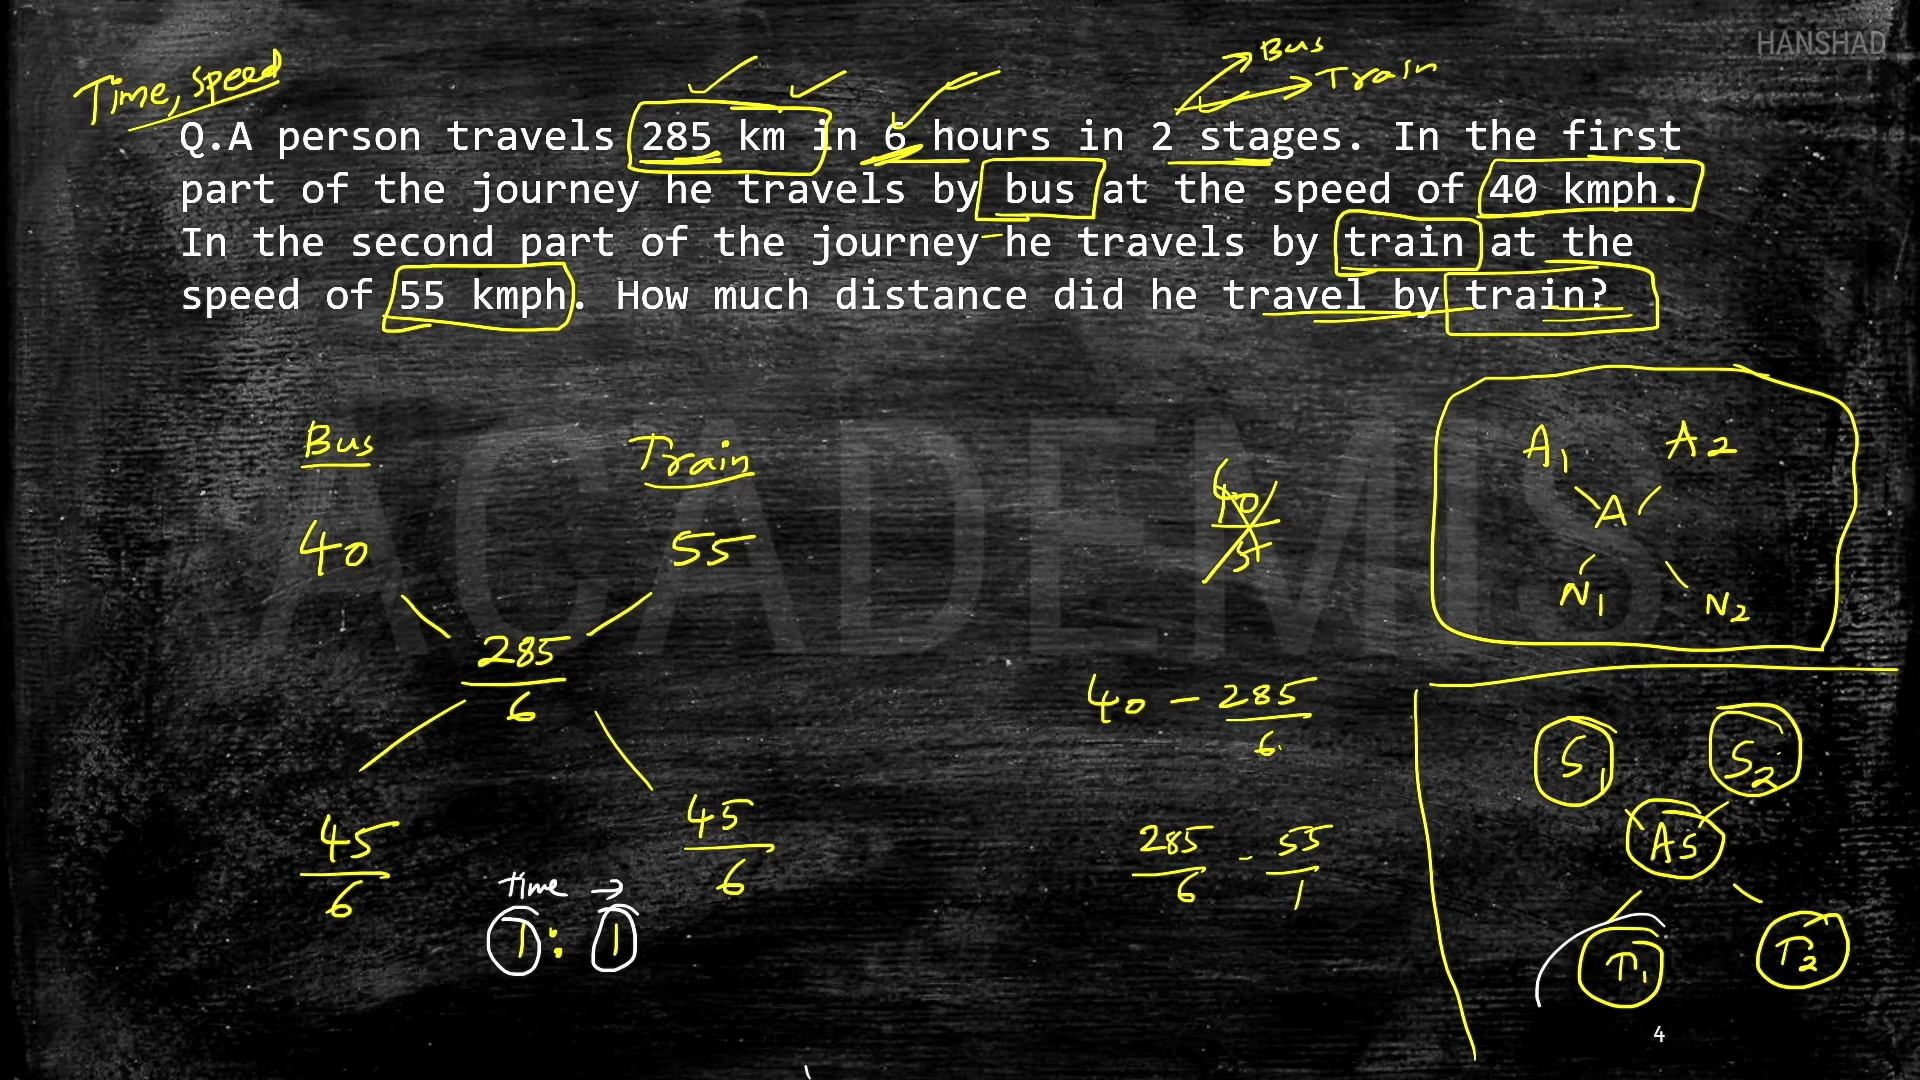 HANSHAD
Time, Speed
Bus
Train
Q.A person travels 285 km in 6 hours in 2 stages. In the first
part of the journey he travels by bus at the speed of 40 kmph.
In the second part of the journey he travels by train at the
speed of 55 kmph. How much distance did he travel by train?
ACADEMIS
Bus Train
40 55
285
6
45
6
45
6
Time →
1 : 1
40 - 285
6
285 - 55
6 1
A1 A2
A
N1 N2
S1 S2
AS
T1 T2
4